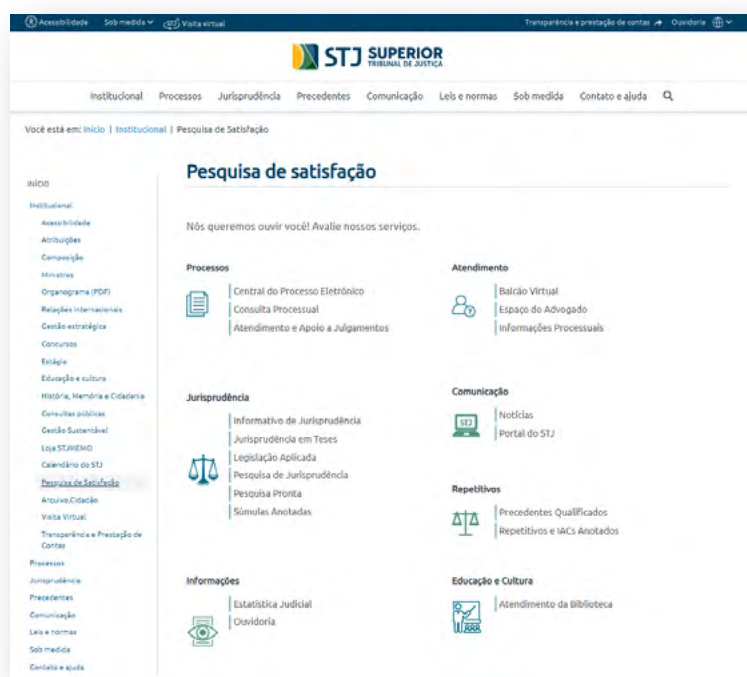 Acessibilidade Sob medida STJ Visita virtual Transparência e prestação de contas Ouvidoria
STJ SUPERIOR
TRIBUNAL DE JUSTIÇA
Institucional Processos Jurisprudência Precedentes Comunicação Leis e normas Sob medida Contato e ajuda
Você está em: Início | Institucional | Pesquisa de Satisfação
INÍCIO
Institucional
Acessibilidade
Atribuições
Composição
Ministros
Organograma (PDF)
Relações internacionais
Gestão estratégica
Concursos
Estágio
Educação e cultura
História, Memória e Cidadania
Consultas públicas
Gestão Sustentável
Loja STJMEMO
Calendário do STJ
Pesquisa de Satisfação
Arquivo.Cidadão
Visita Virtual
Transparência e Prestação de
Contas
Processos
Jurisprudência
Precedentes
Comunicação
Leis e normas
Sob medida
Contato e ajuda
Pesquisa de satisfação
Nós queremos ouvir você! Avalie nossos serviços.
Processos
Central do Processo Eletrônico
Consulta Processual
Atendimento e Apoio a Julgamentos
Atendimento
Balcão Virtual
Espaço do Advogado
Informações Processuais
Jurisprudência
Informativo de Jurisprudência
Jurisprudência em Teses
Legislação Aplicada
Pesquisa de Jurisprudência
Pesquisa Pronta
Súmulas Anotadas
Comunicação
STJ
Notícias
Portal do STJ
Repetitivos
Precedentes Qualificados
Repetitivos e IACs Anotados
Informações
Estatística Judicial
Ouvidoria
Educação e Cultura
Atendimento da Biblioteca